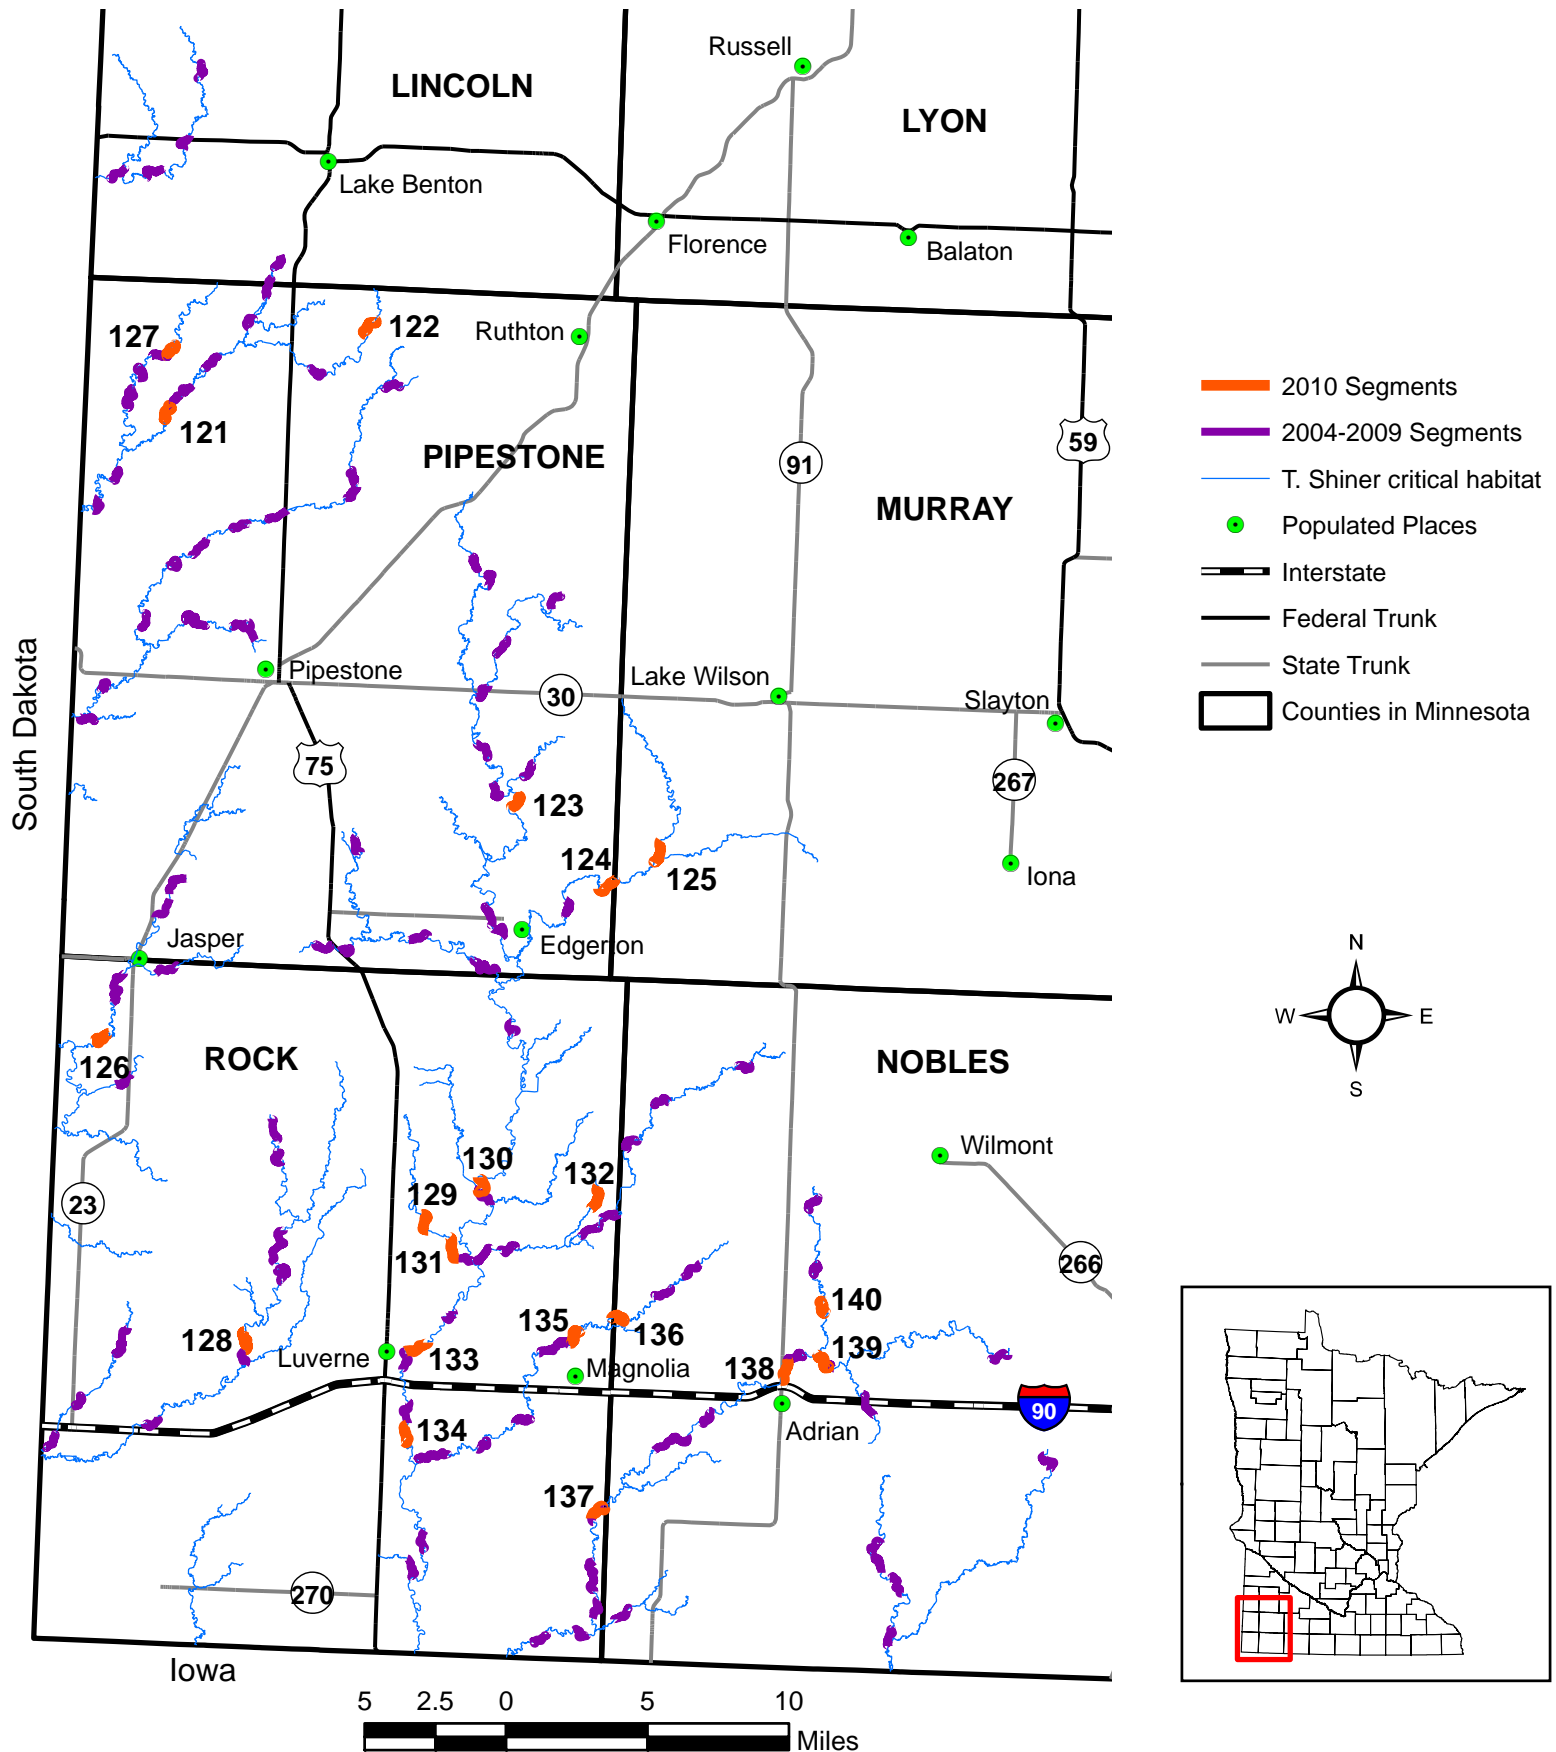 Russell
LINCOLN
LYON
Lake Benton
Florence
Balaton
127
122
Ruthton
121
PIPESTONE
91
59
MURRAY
2010 Segments
2004-2009 Segments
T. Shiner critical habitat
Populated Places
Interstate
Federal Trunk
State Trunk
Counties in Minnesota
South Dakota
Pipestone
30
Lake Wilson
Slayton
75
267
123
124
125
Iona
Jasper
Edgerton
126
ROCK
NOBLES
N
W
E
S
130
132
129
Wilmont
23
131
266
140
128
135
136
139
Luverne
133
Magnolia
138
134
Adrian
90
137
270
Iowa
5 2.5 0 5 10
Miles